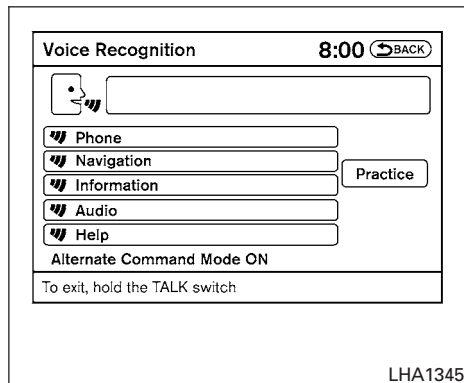 Voice Recognition 8:00 BACK
Phone
Navigation
Information
Audio
Help
Practice
Alternate Command Mode ON
To exit, hold the TALK switch
LHA1345